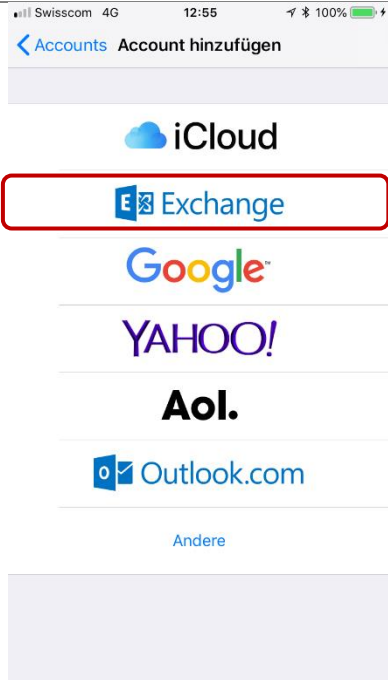 Swisscom 4G 12:55 100%
Accounts Account hinzufügen
iCloud
E Exchange
Google
YAHOO!
Aol.
o Outlook.com
Andere